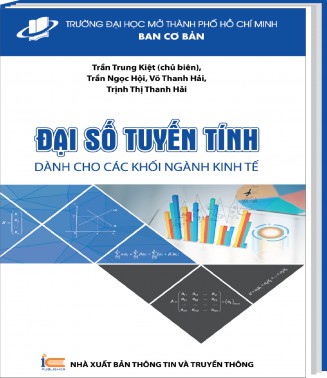 TRƯỜNG ĐẠI HỌC MỞ THÀNH PHỐ HỒ CHÍ MINH
BAN CƠ BẢN
Trần Trung Kiệt (chủ biên),
Trần Ngọc Hội, Võ Thanh Hải,
Trịnh Thị Thanh Hải
ĐẠI SỐ TUYẾN TÍNH
DÀNH CHO CÁC KHỐI NGÀNH KINH TẾ
NHÀ XUẤT BẢN THÔNG TIN VÀ TRUYỀN THÔNG